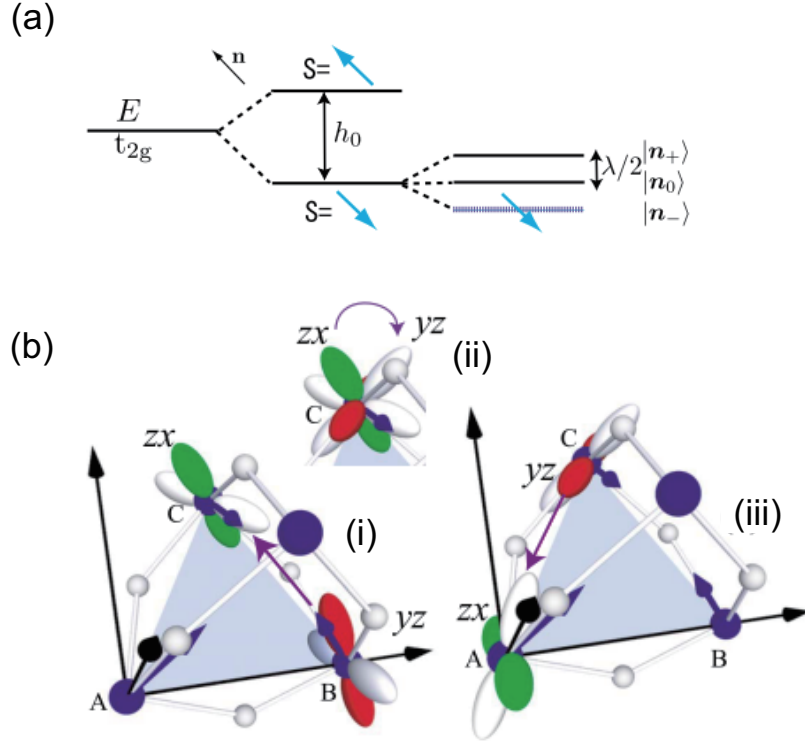 (a)
n
S=
E
t2g
h0
S=
λ/2
|n+⟩
|n0⟩
|n−⟩
(b)
zx
yz
(ii)
C
zx
C
(i)
yz
A
B
C
yz
(iii)
zx
A
B